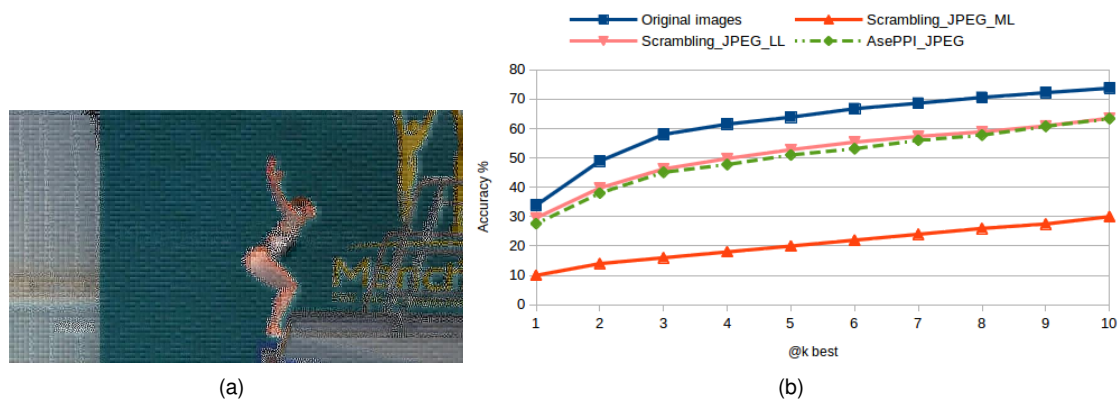 Original images
Scrambling_JPEG_ML
Scrambling_JPEG_LL
AsePPI_JPEG
80
70
60
50
40
30
20
10
0
Accuracy %
1 2 3 4 5 6 7 8 9 10
@k best
Manch
(a)
(b)